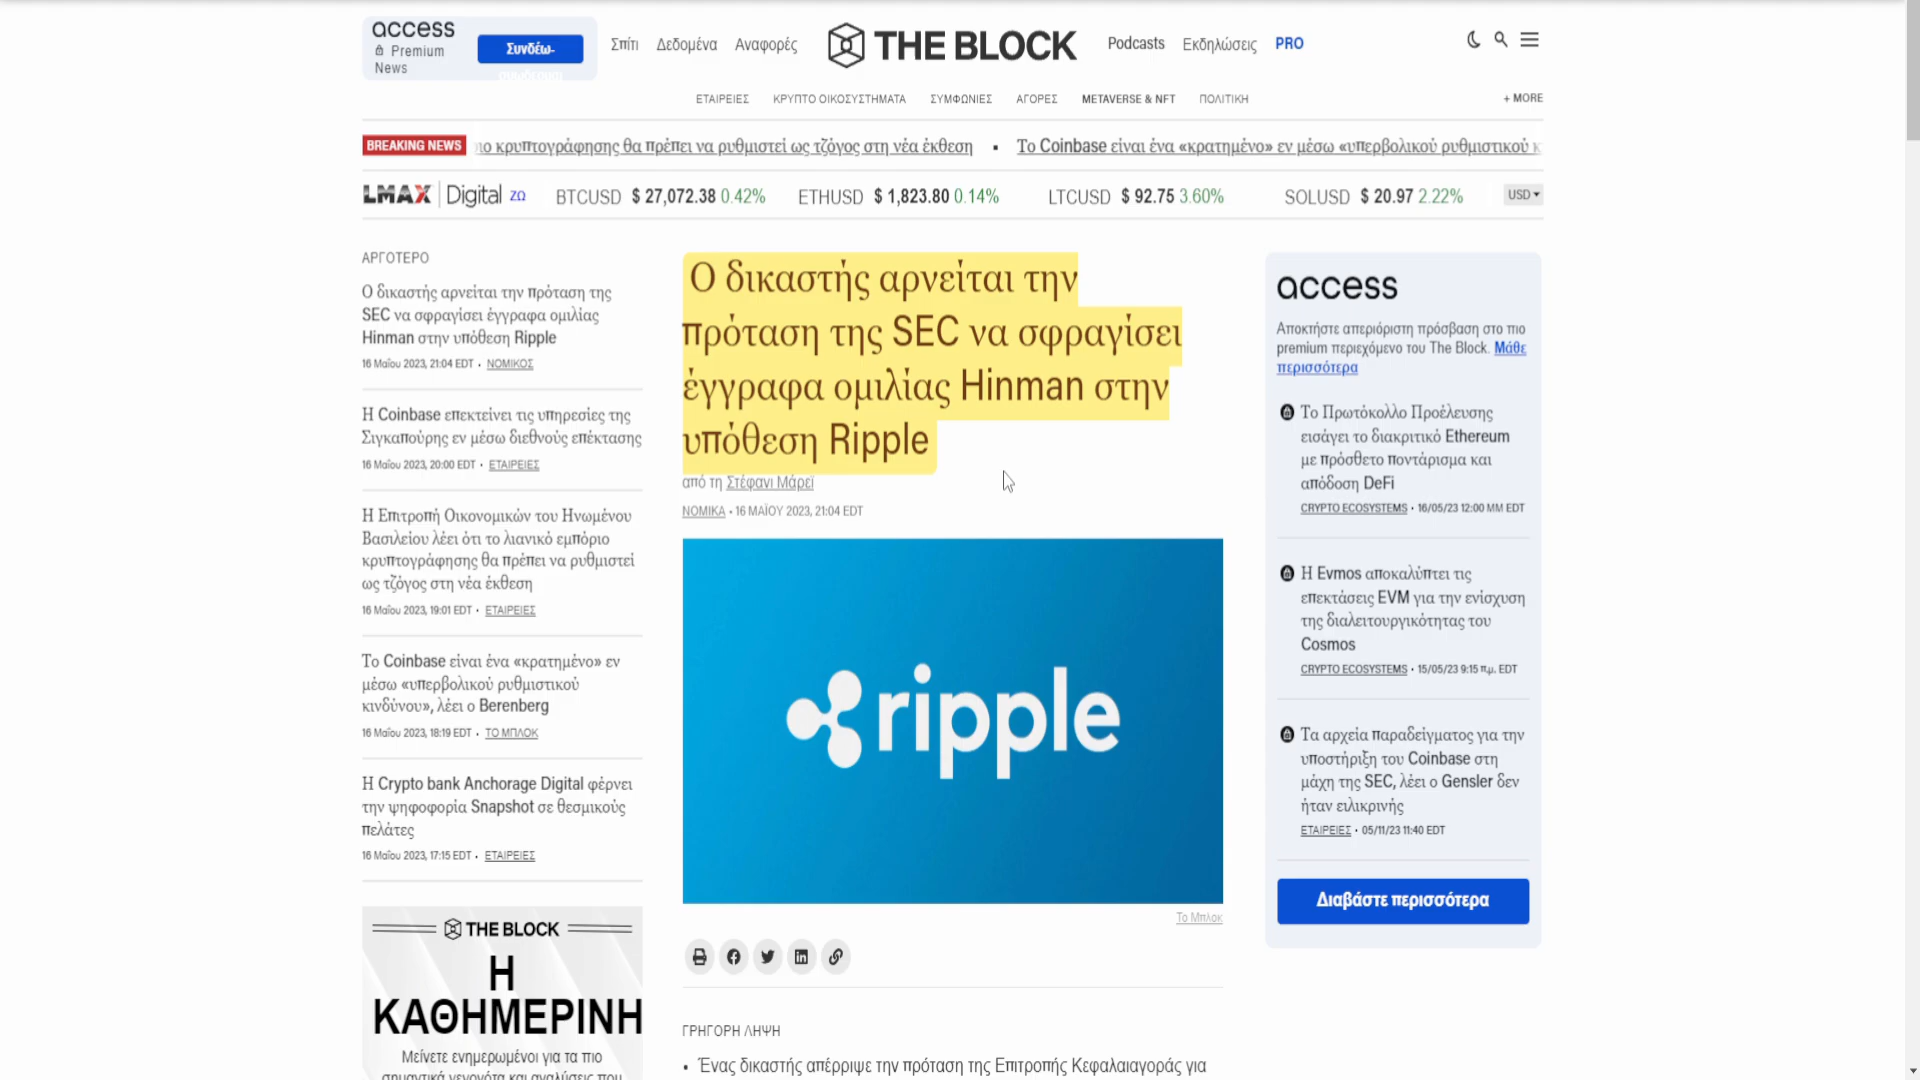 access
Premium
News
Συνδέω-
Σπίτι Δεδομένα Αναφορές
THE BLOCK
Podcasts Εκδηλώσεις PRO
ΕΤΑΙΡΕΙΕΣ ΚΡΥΠΤΟ ΟΙΚΟΣΥΣΤΗΜΑΤΑ ΣΥΜΦΩΝΙΕΣ ΑΓΟΡΕΣ METAVERSE & NFT ΠΟΛΙΤΙΚΗ
+ MORE
BREAKING NEWS
κρυπτογράφησης θα πρέπει να ρυθμιστεί ως τζόγος στη νέα έκθεση • Το Coinbase είναι ένα «κρατημένο» εν μέσω «υπερβολικού ρυθμιστικού
LMAX Digital ΖΩ BTCUSD $ 27,072.38 0.42% ETHUSD $ 1,823.80 0.14% LTCUSD $ 92.75 3.60% SOLUSD $ 20.97 2.22% USD
ΑΡΓΟΤΕΡΟ
Ο δικαστής αρνείται την πρόταση της
SEC να σφραγίσει έγγραφα ομιλίας
Hinman στην υπόθεση Ripple
16 Μαΐου 2023, 21:04 EDT • ΝΟΜΙΚΟΣ
Η Coinbase επεκτείνει τις υπηρεσίες της
Σιγκαπούρης εν μέσω διεθνούς επέκτασης
16 Μαΐου 2023, 20:00 EDT • ΕΤΑΙΡΕΙΕΣ
Η Επιτροπή Οικονομικών του Ηνωμένου
Βασιλείου λέει ότι το λιανικό εμπόριο
κρυπτογράφησης θα πρέπει να ρυθμιστεί
ως τζόγος στη νέα έκθεση
16 Μαΐου 2023, 19:01 EDT • ΕΤΑΙΡΕΙΕΣ
Το Coinbase είναι ένα «κρατημένο» εν
μέσω «υπερβολικού ρυθμιστικού
κινδύνου», λέει ο Berenberg
16 Μαΐου 2023, 18:19 EDT • ΤΟ ΜΠΛΟΚ
Η Crypto bank Anchorage Digital φέρνει
την ψηφοφορία Snapshot σε θεσμικούς
πελάτες
16 Μαΐου 2023, 17:15 EDT • ΕΤΑΙΡΕΙΕΣ
THE BLOCK
Η
ΚΑΘΗΜΕΡΙΝΗ
Μείνετε ενημερωμένοι για τα πιο
σημαντικά γεγονότα και αναλύσεις που
Ο δικαστής αρνείται την
πρόταση της SEC να σφραγίσει
έγγραφα ομιλίας Hinman στην
υπόθεση Ripple
από τη Στέφανι Μάρεϊ
ΝΟΜΙΚΑ • 16 ΜΑΪΟΥ 2023, 21:04 EDT
ripple
Το Μπλοκ
ΓΡΗΓΟΡΗ ΛΗΨΗ
• Ένας δικαστής απέρριψε την πρόταση της Επιτροπής Κεφαλαιαγοράς για
access
Αποκτήστε απεριόριστη πρόσβαση στο πιο
premium περιεχόμενο του The Block. Μάθε
περισσότερα
Το Πρωτόκολλο Προέλευσης
εισάγει το διακριτικό Ethereum
με πρόσθετο ποντάρισμα και
απόδοση DeFi
CRYPTO ECOSYSTEMS • 16/05/23 12:00 ΜΜ EDT
Η Evmos αποκαλύπτει τις
επεκτάσεις EVM για την ενίσχυση
της διαλειτουργικότητας του
Cosmos
CRYPTO ECOSYSTEMS • 15/05/23 9:15 π.μ. EDT
Τα αρχεία παραδείγματος για την
υποστήριξη του Coinbase στη
μάχη της SEC, λέει ο Gensler δεν
ήταν ειλικρινής
ΕΤΑΙΡΕΙΕΣ • 05/11/23 11:40 EDT
Διαβάστε περισσότερα